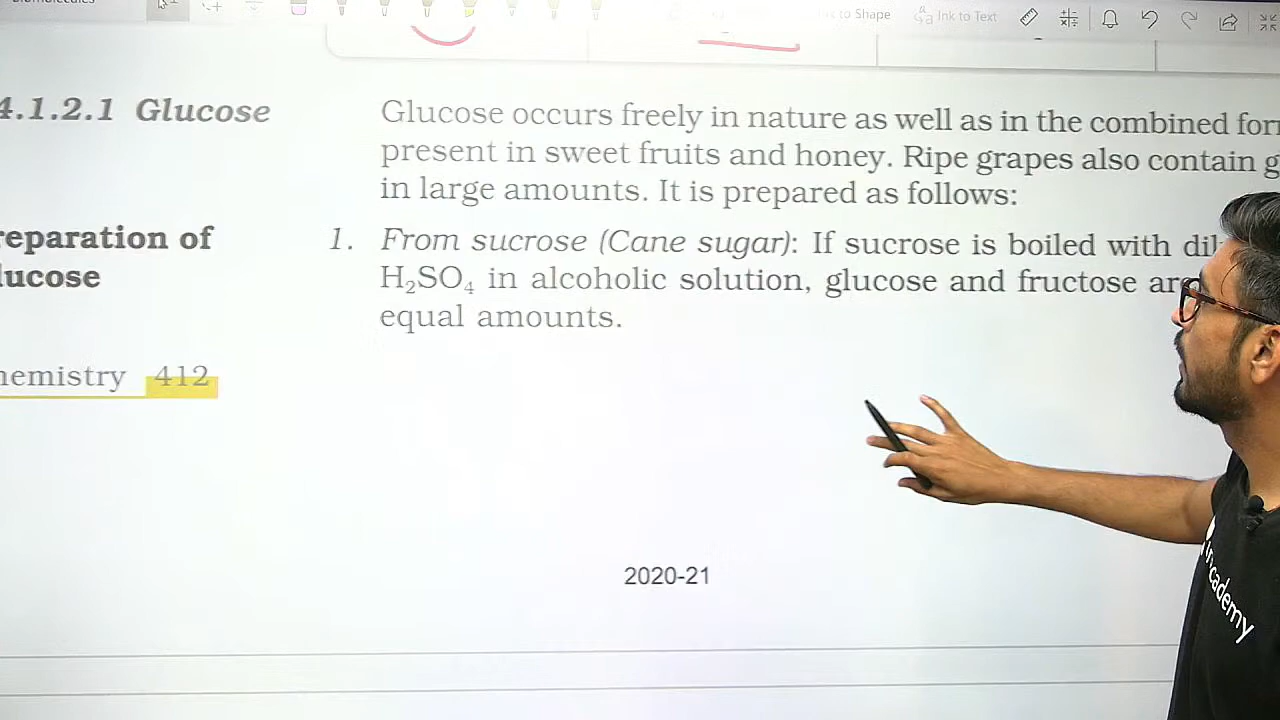 to Shape
Ink to Text
4.1.2.1 Glucose
Glucose occurs freely in nature as well as in the combined for
present in sweet fruits and honey. Ripe grapes also contain g
in large amounts. It is prepared as follows:
reparation of
lucose
1. From sucrose (Cane sugar): If sucrose is boiled with dil
H₂SO₄ in alcoholic solution, glucose and fructose ar
equal amounts.
hemistry 412
2020-21
academy